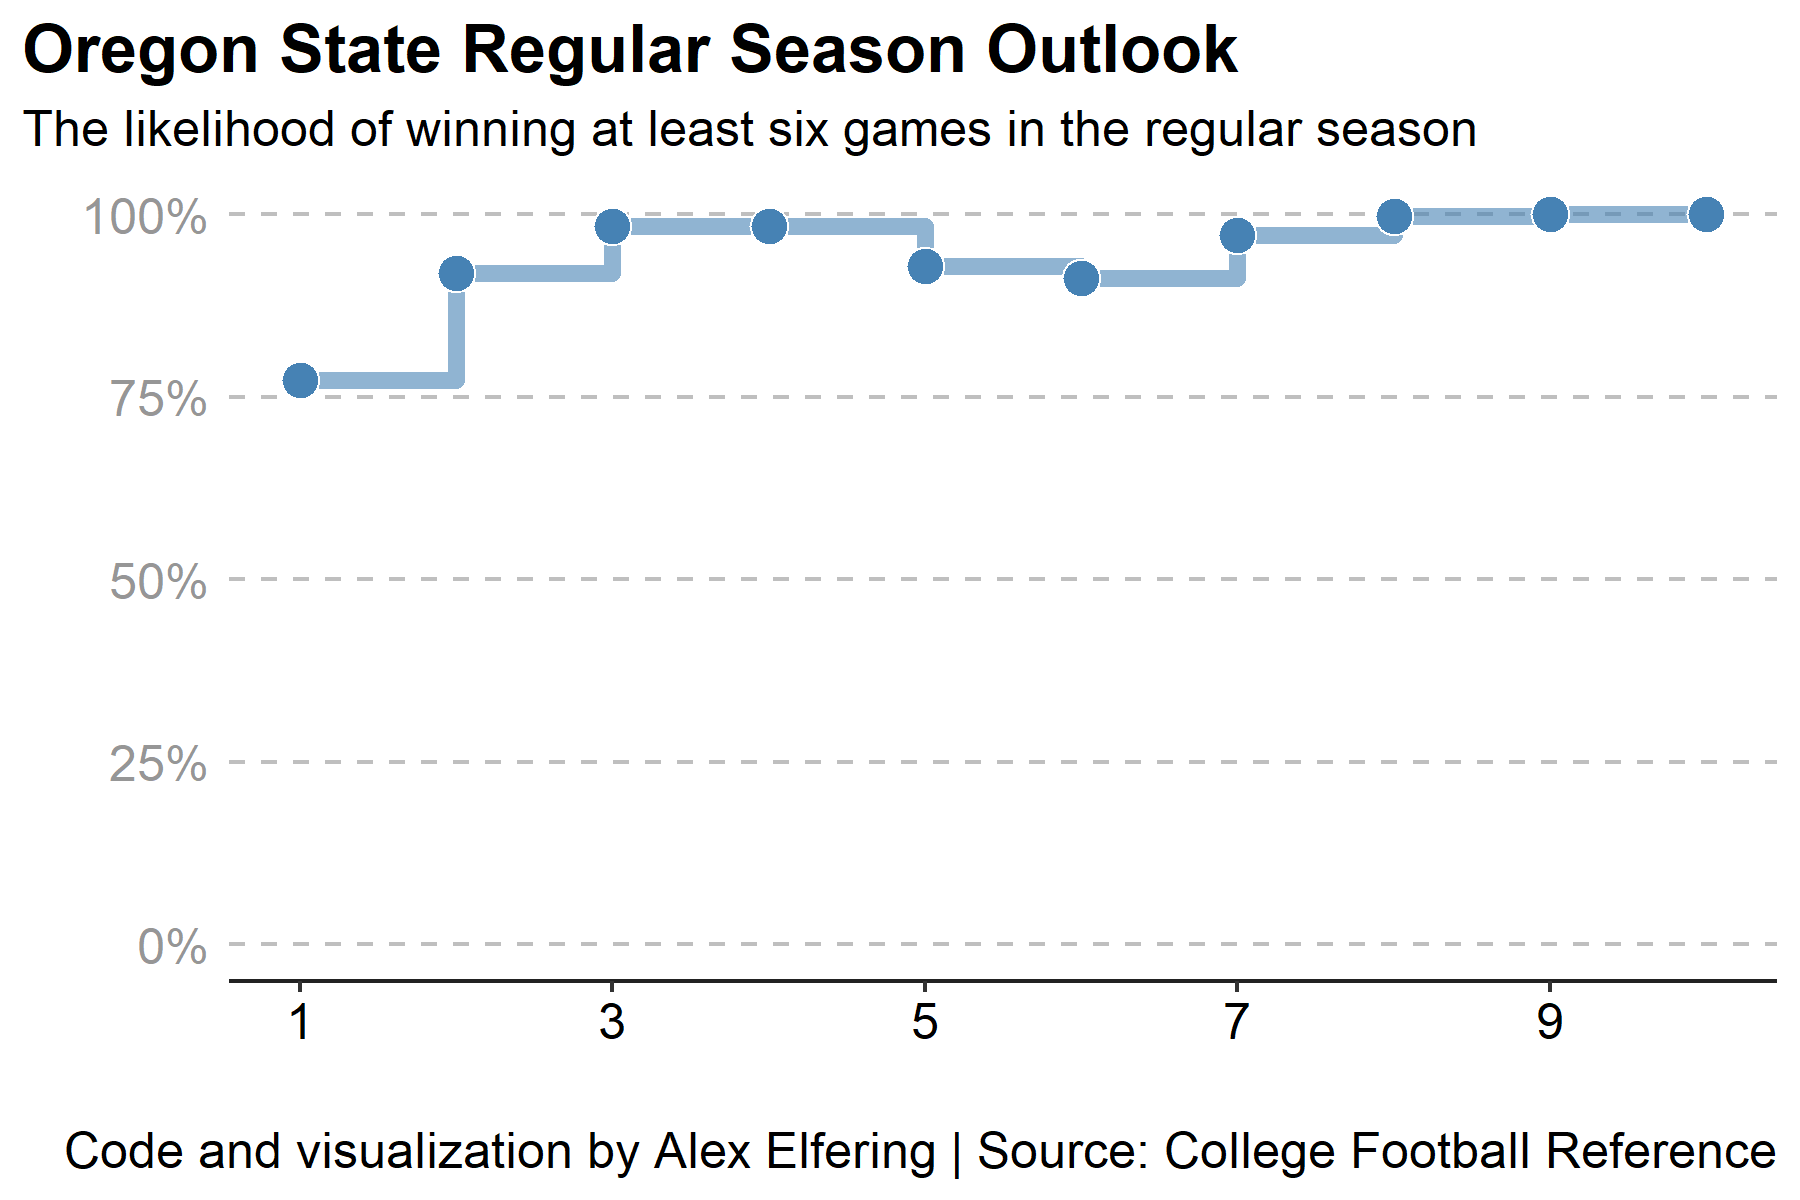 Oregon State Regular Season Outlook
The likelihood of winning at least six games in the regular season
100%
75%
50%
25%
0%
1 3 5 7 9
Code and visualization by Alex Elfering | Source: College Football Reference